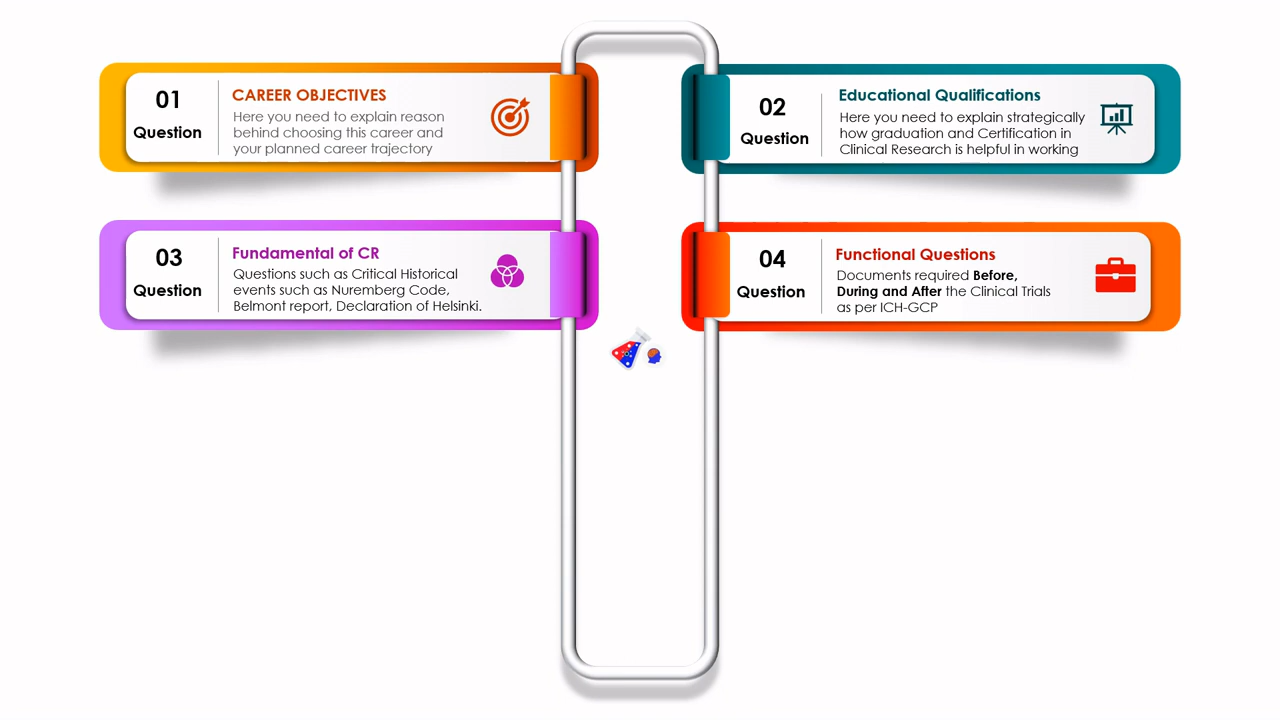 01
Question
CAREER OBJECTIVES
Here you need to explain reason
behind choosing this career and
your planned career trajectory
02
Question
Educational Qualifications
Here you need to explain strategically
how graduation and Certification in
Clinical Research is helpful in working
03
Question
Fundamental of CR
Questions such as Critical Historical
events such as Nuremberg Code,
Belmont report, Declaration of Helsinki.
04
Question
Functional Questions
Documents required Before,
During and After the Clinical Trials
as per ICH-GCP